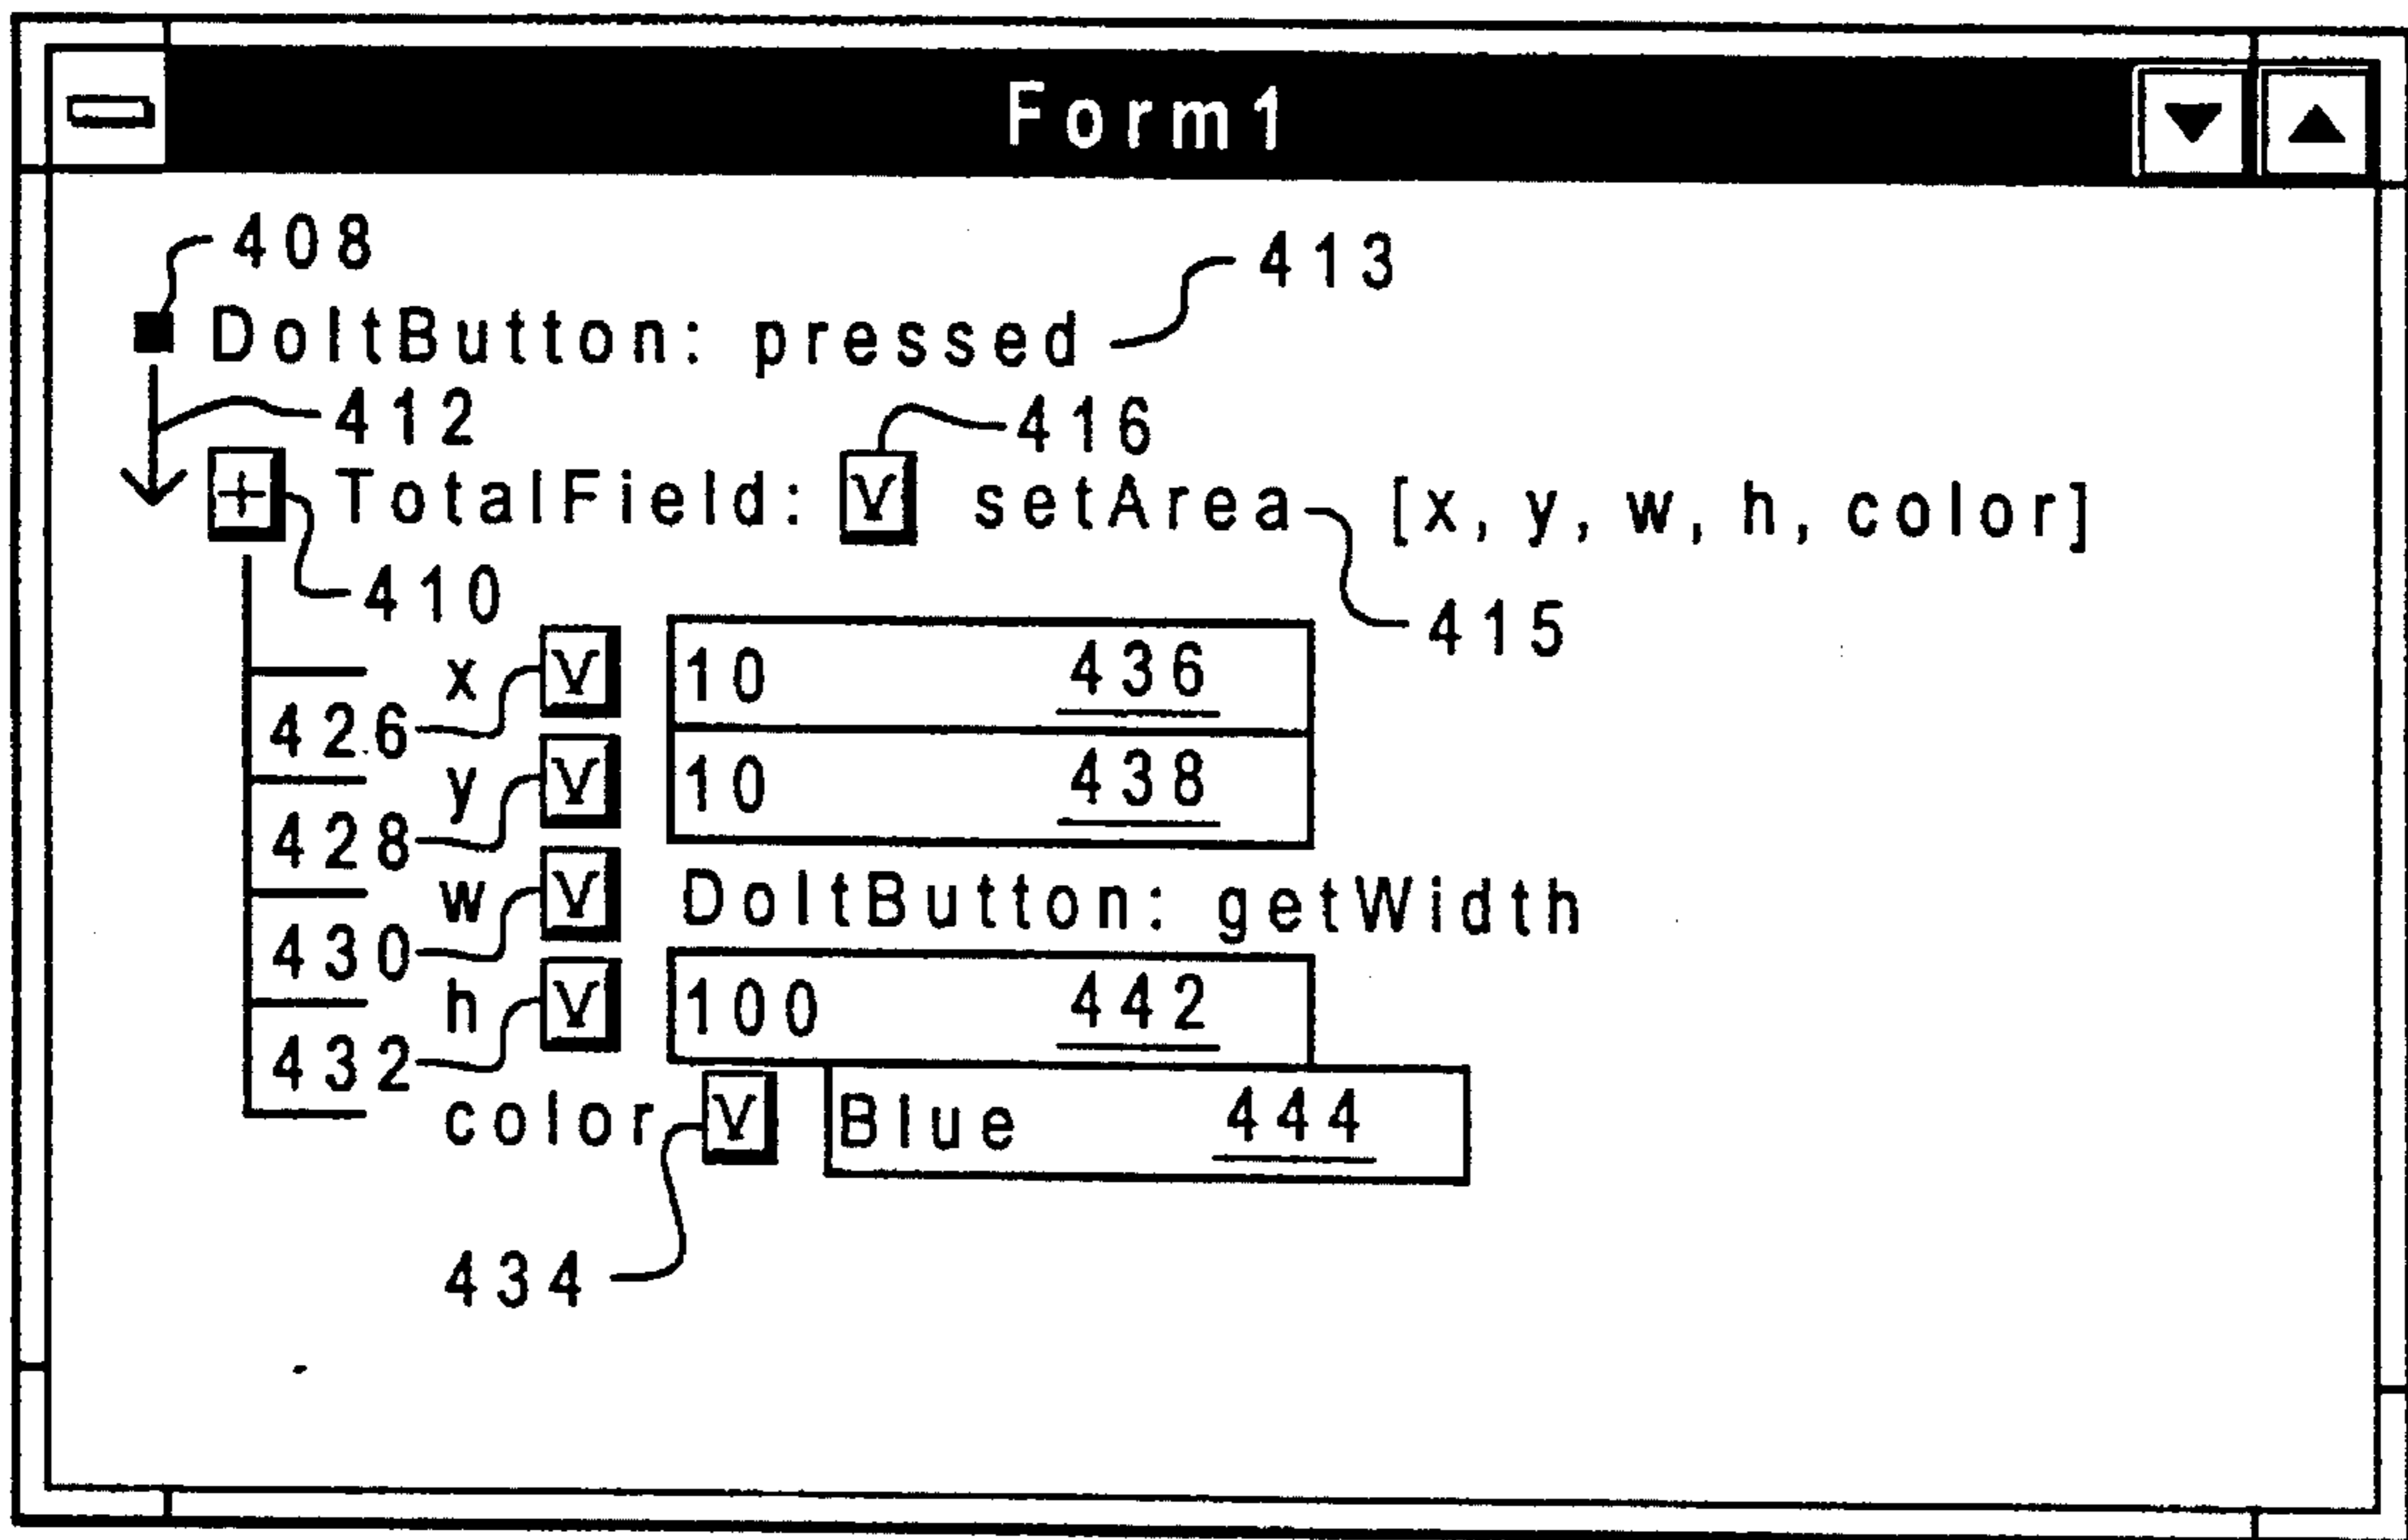 Form1
408
413
DoItButton: pressed
412
416
+ TotalField: V setArea [x, y, w, h, color]
410
415
x V 10 436
426
y V 10 438
428
w V DoItButton: getWidth
430
h V 100 442
432
color V Blue 444
434